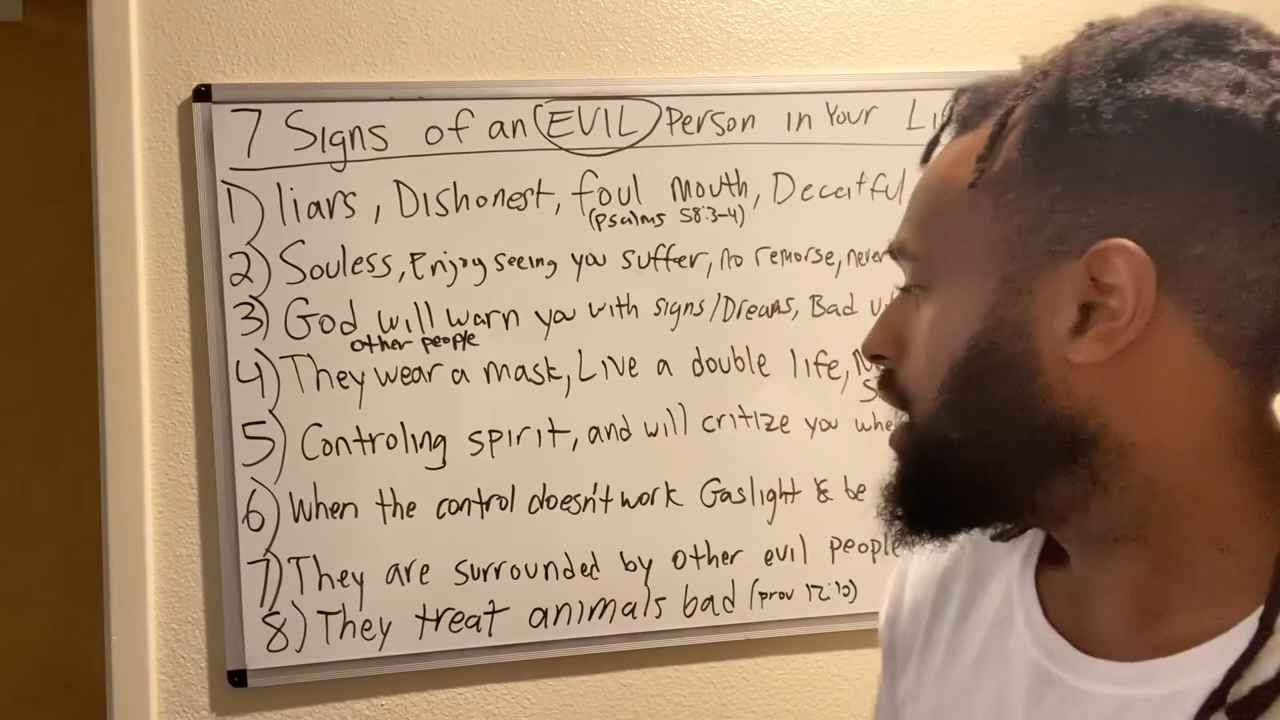 7 Signs of an EVIL Person in Your
1) liars, Dishonest, foul mouth, Deceitful
(Psalms 58:3-4)
2) Souless, Enjoy seeing you suffer, no remorse, never
3) God will warn you with signs/Dreams, Bad
other people
4) They wear a mask, Live a double life,
5) Controling spirit, and will critize you
6) When the control doesn't work Gaslight & be
7) They are surrounded by other evil people
8) They treat animals bad (prov 12:10)